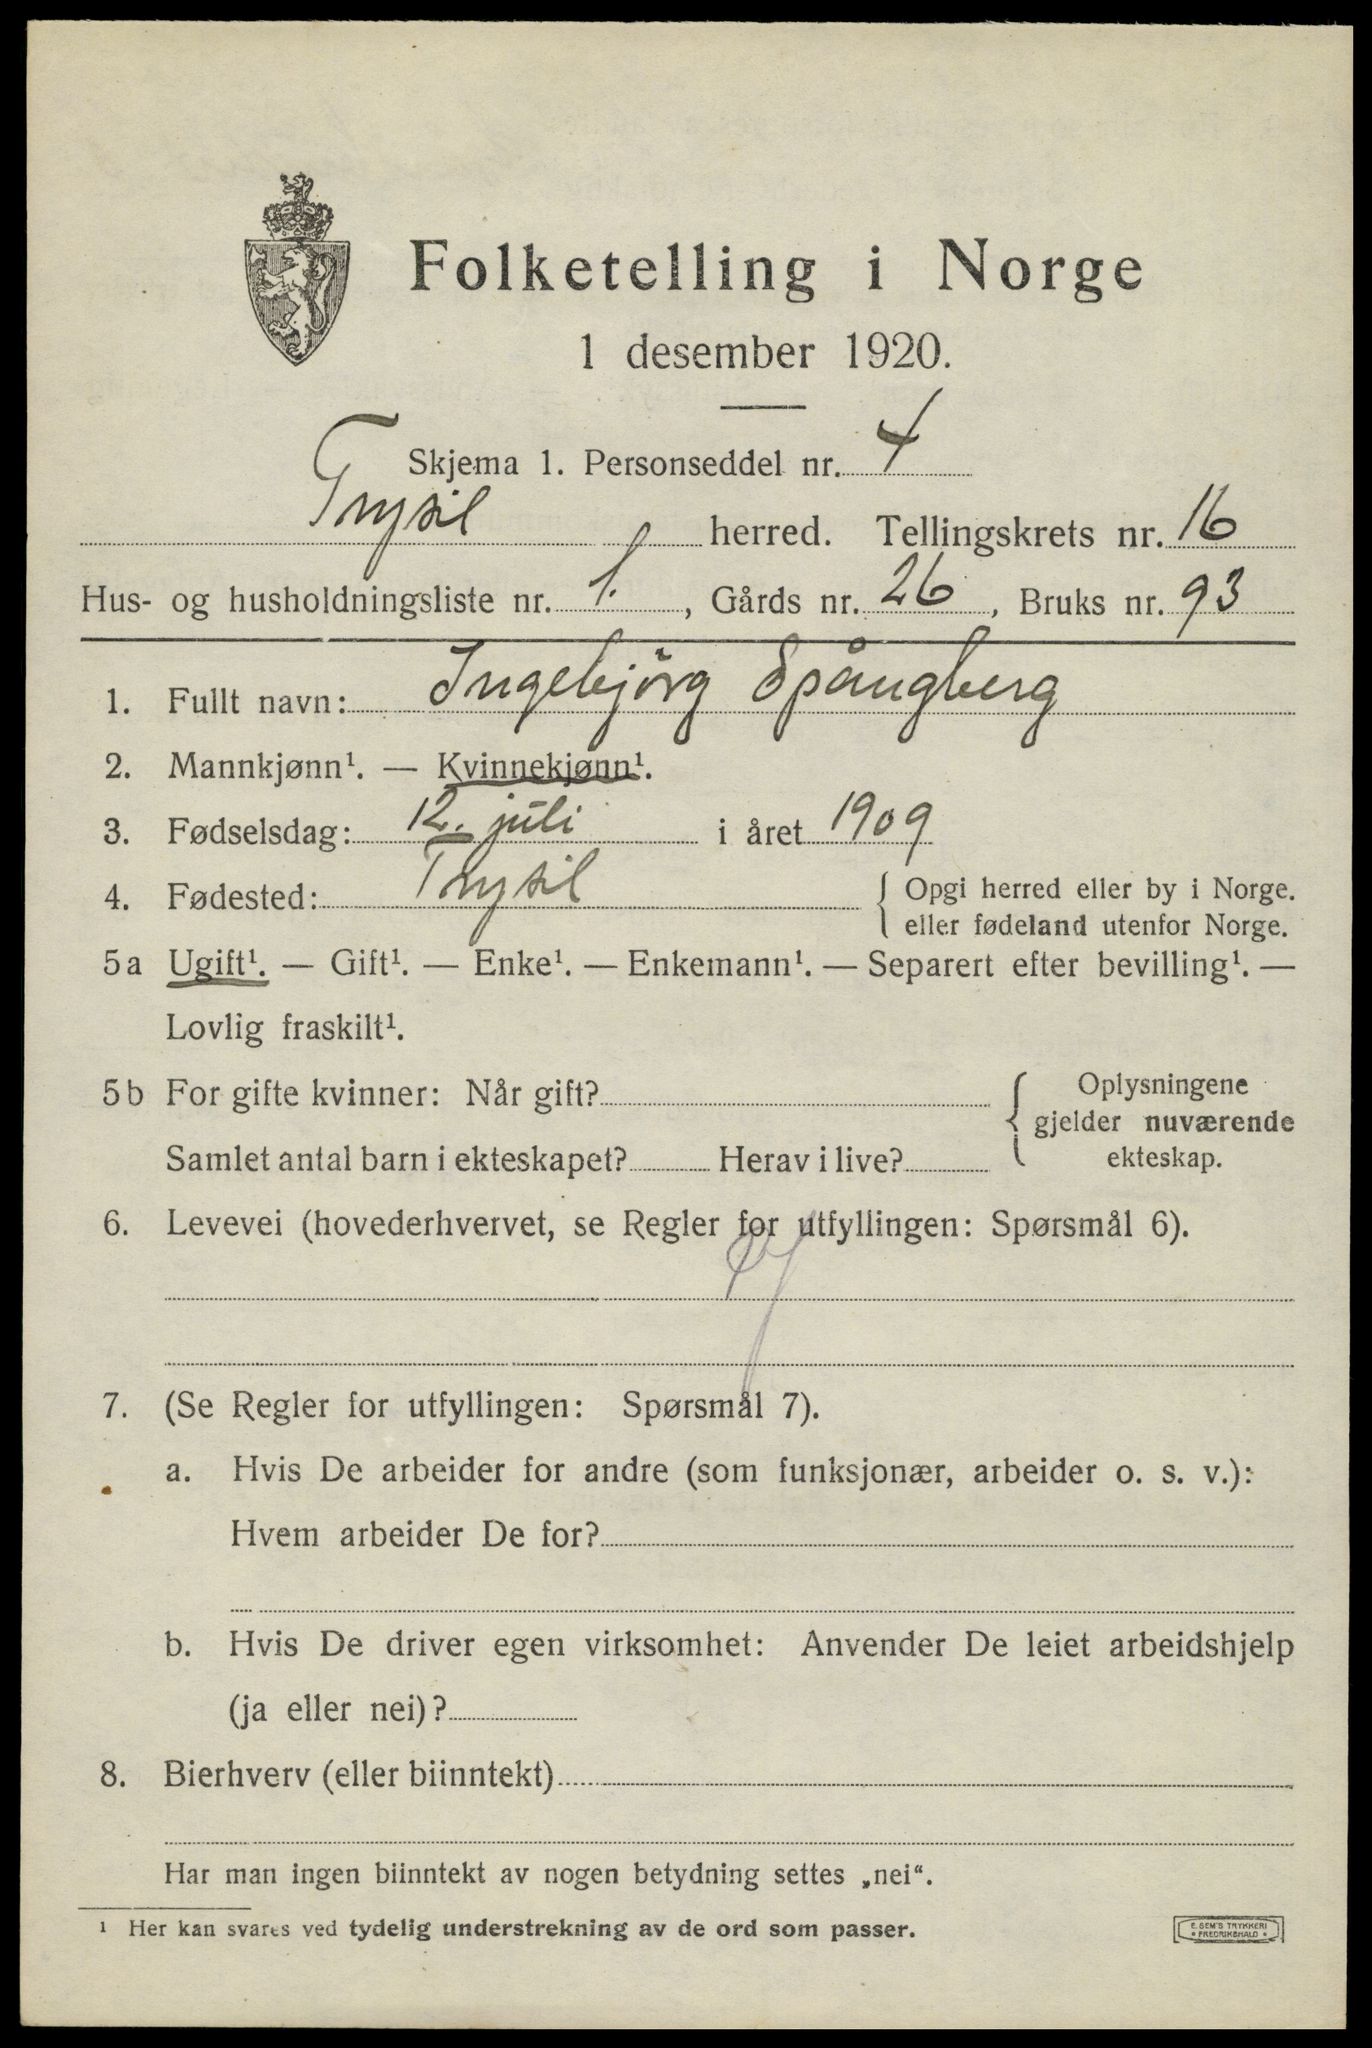 Folketelling i Norge
1 desember 1920.
Skjema 1. Personseddel nr. 4
Trysil herred. Tellingskrets nr. 16
Hus- og husholdningsliste nr. 1., Gårds nr. 26, Bruks nr. 93
1. Fullt navn: Ingebjörg Spångberg
2. Mannkjønn¹. — Kvinnekjønn¹.
3. Fødselsdag: 12. juli i året 1909
4. Fødested: Trysil { Opgi herred eller by i Norge.
eller fødeland utenfor Norge.
5a Ugift¹. — Gift¹. — Enke¹. — Enkemann¹. — Separert efter bevilling¹. —
Lovlig fraskilt¹.
5b For gifte kvinner: Når gift? { Oplysningene
gjelder nuværende
Samlet antal barn i ekteskapet? Herav i live? ekteskap.
6. Levevei (hovederhvervet, se Regler for utfyllingen: Spørsmål 6).
7. (Se Regler for utfyllingen: Spørsmål 7).
a. Hvis De arbeider for andre (som funksjonær, arbeider o. s. v.):
Hvem arbeider De for?
b. Hvis De driver egen virksomhet: Anvender De leiet arbeidshjelp
(ja eller nei)?
8. Bierhverv (eller biinntekt)
Har man ingen biinntekt av nogen betydning settes „nei“.
¹ Her kan svares ved tydelig understrekning av de ord som passer.
E. SEM'S TRYKKERI
* FREDRIKSHALD *